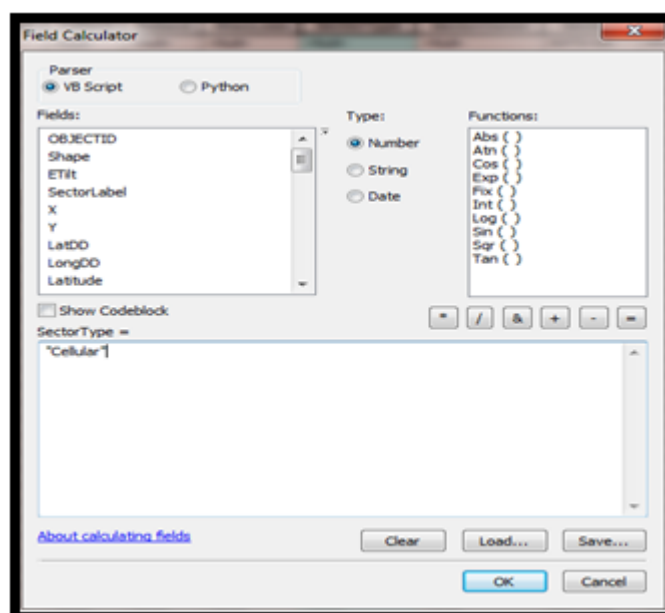 Field Calculator
Parser
VB Script Python
Fields: Type: Functions:
OBJECTID
Shape
ETilt
SectorLabel
X
Y
LatDD
LongDD
Latitude
Number
String
Date
Abs ( )
Atn ( )
Cos ( )
Exp ( )
Fix ( )
Int ( )
Log ( )
Sin ( )
Sqr ( )
Tan ( )
Show Codeblock
* / & + - =
SectorType =
"Cellular"
About calculating fields Clear Load... Save...
OK Cancel